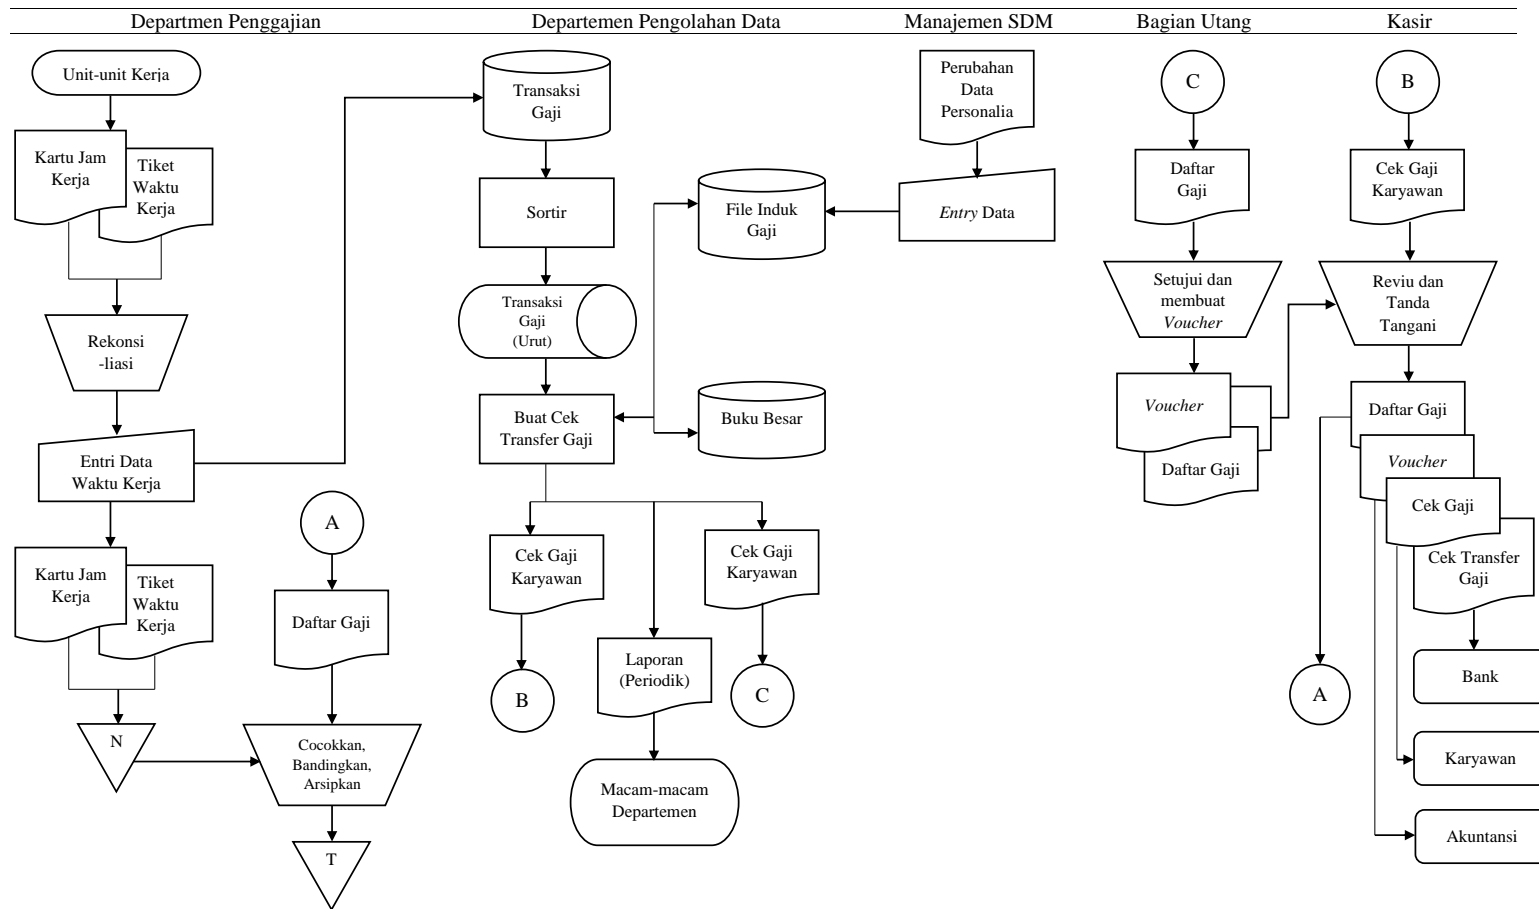 Departmen Penggajian
Departemen Pengolahan Data
Manajemen SDM
Bagian Utang
Kasir
Unit-unit Kerja
Kartu Jam
Kerja
Tiket
Waktu
Kerja
Rekonsi
-liasi
Entri Data
Waktu Kerja
Kartu Jam
Kerja
Tiket
Waktu
Kerja
N
A
Daftar Gaji
Cocokkan,
Bandingkan,
Arsipkan
T
Transaksi
Gaji
Sortir
Transaksi
Gaji
(Urut)
Buat Cek
Transfer Gaji
File Induk
Gaji
Buku Besar
Cek Gaji
Karyawan
B
Laporan
(Periodik)
Macam-macam
Departemen
Cek Gaji
Karyawan
C
Perubahan
Data
Personalia
Entry Data
C
Daftar
Gaji
Setujui dan
membuat
Voucher
Voucher
Daftar Gaji
B
Cek Gaji
Karyawan
Reviu dan
Tanda
Tangani
Daftar Gaji
Voucher
Cek Gaji
Cek Transfer
Gaji
A
Bank
Karyawan
Akuntansi